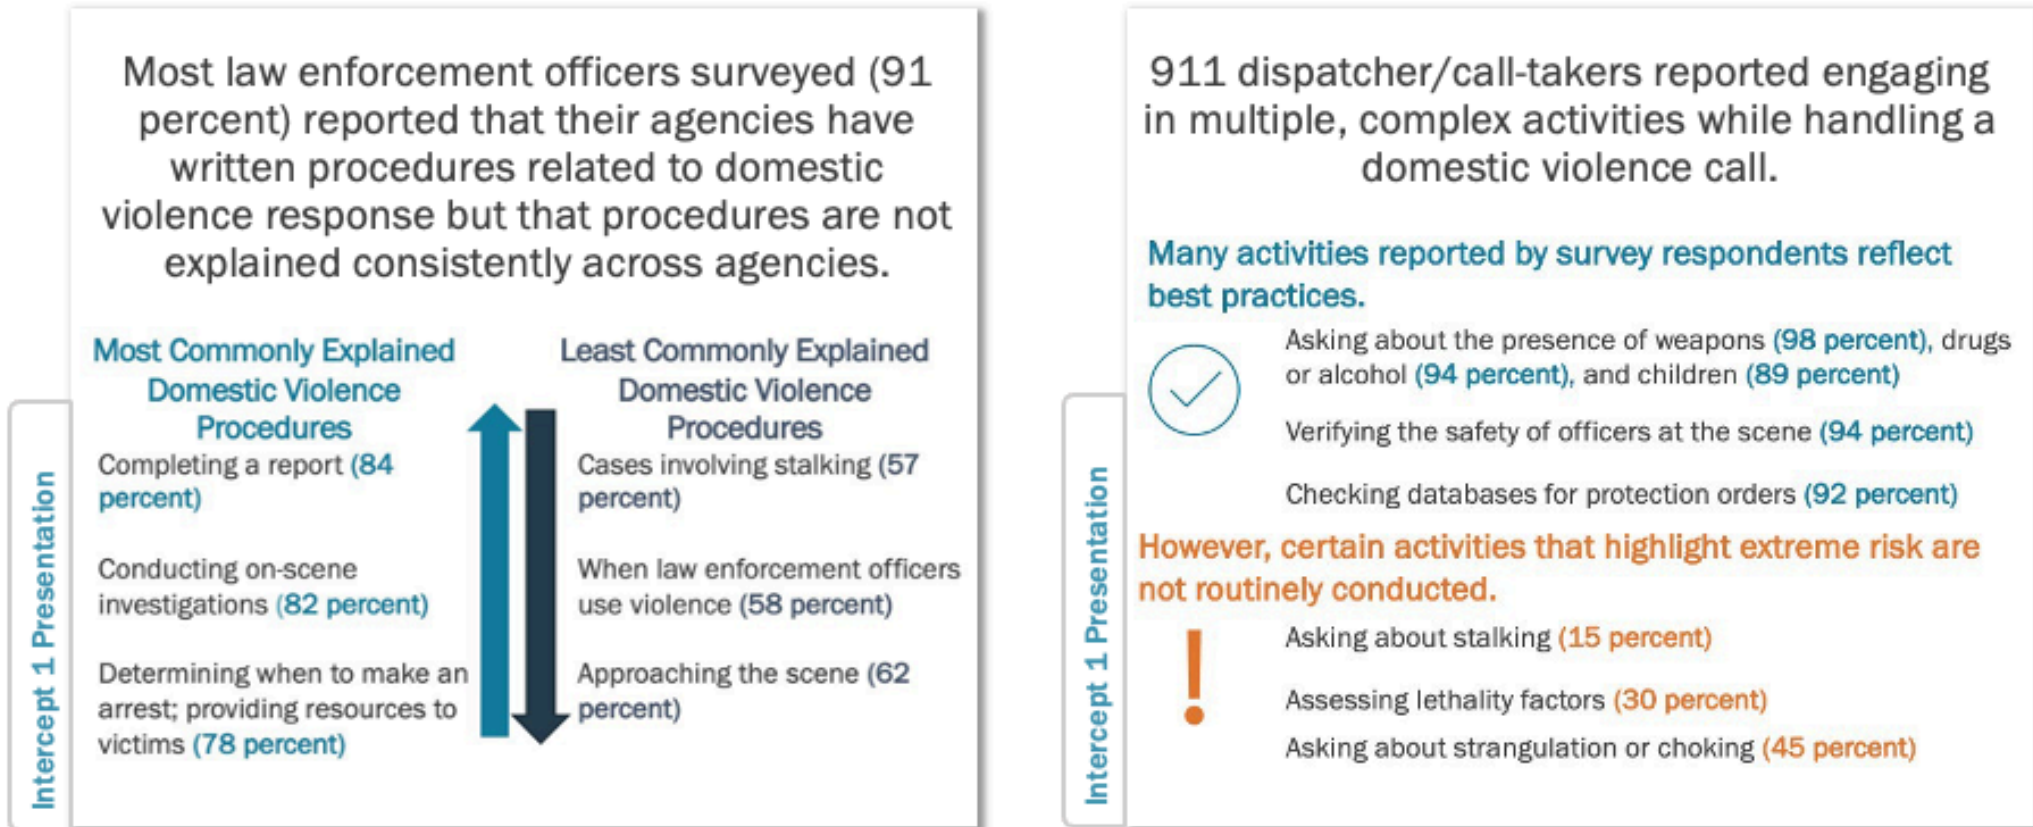 Most law enforcement officers surveyed (91
percent) reported that their agencies have
written procedures related to domestic
violence response but that procedures are not
explained consistently across agencies.
Most Commonly Explained
Domestic Violence
Procedures
Completing a report (84
percent)
Conducting on-scene
investigations (82 percent)
Determining when to make an
arrest; providing resources to
victims (78 percent)
Least Commonly Explained
Domestic Violence
Procedures
Cases involving stalking (57
percent)
When law enforcement officers
use violence (58 percent)
Approaching the scene (62
percent)
Intercept 1 Presentation
911 dispatcher/call-takers reported engaging
in multiple, complex activities while handling a
domestic violence call.
Many activities reported by survey respondents reflect
best practices.
Asking about the presence of weapons (98 percent), drugs
or alcohol (94 percent), and children (89 percent)
Verifying the safety of officers at the scene (94 percent)
Checking databases for protection orders (92 percent)
However, certain activities that highlight extreme risk are
not routinely conducted.
!
Asking about stalking (15 percent)
Assessing lethality factors (30 percent)
Asking about strangulation or choking (45 percent)
Intercept 1 Presentation